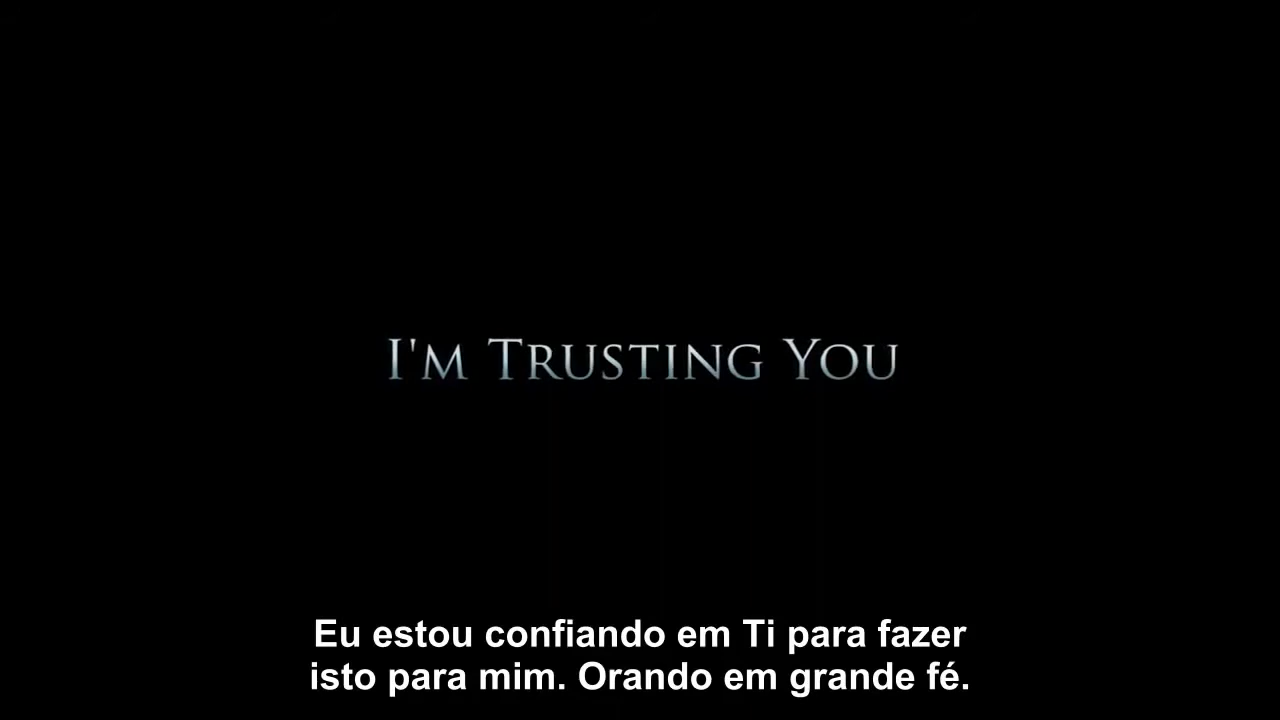 I'm Trusting You
Eu estou confiando em Ti para fazer
isto para mim. Orando em grande fé.